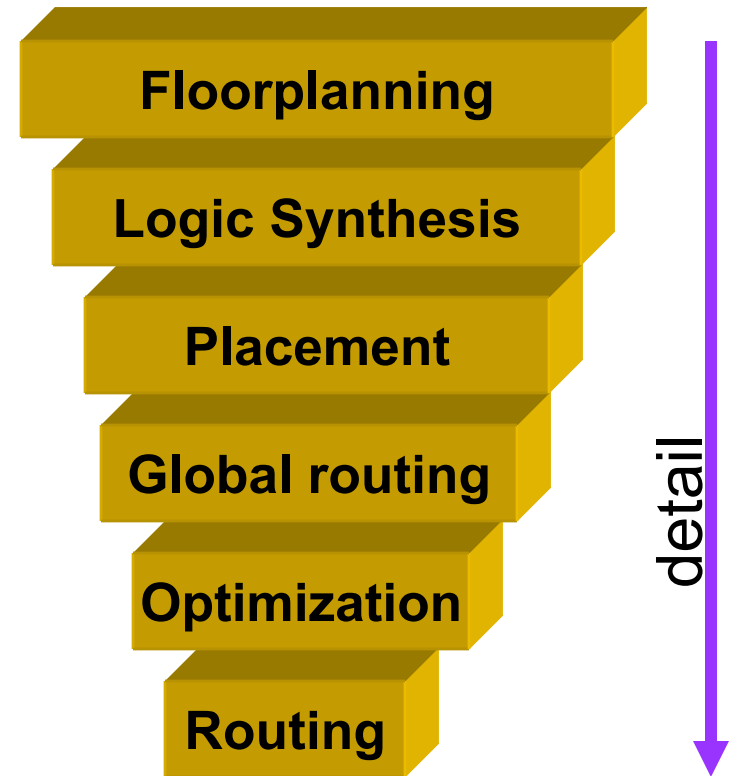 Floorplanning
Logic Synthesis
Placement
Global routing
Optimization
Routing
detail